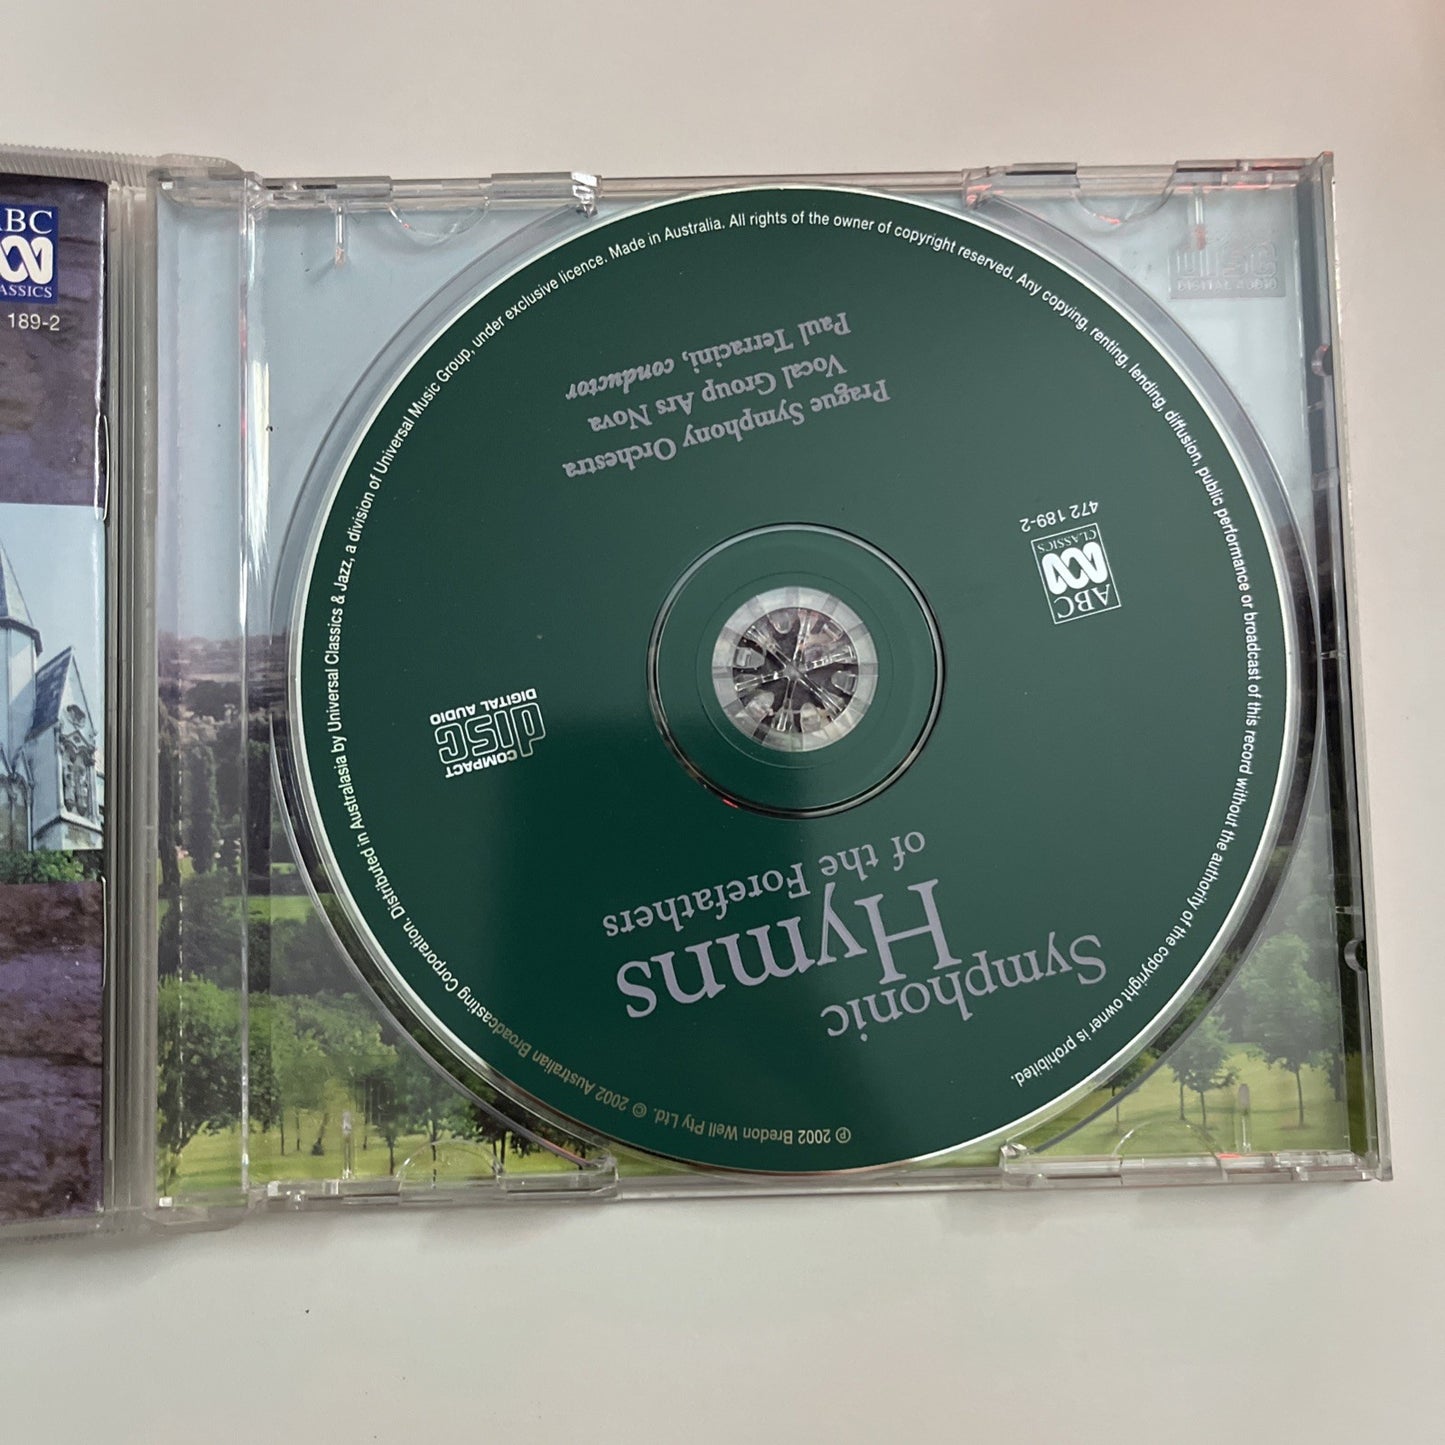 ABC
CLASSICS
189-2
Symphonic
Hymns
of the Forefathers
ABC
CLASSICS
472 189-2
COMPACT
disc
DIGITAL AUDIO
Prague Symphony Orchestra
Vocal Group Ars Nova
Paul Terracini, conductor
℗ 2002 Bredon Well Pty Ltd. © 2002 Australian Broadcasting Corporation. Distributed in Australasia by Universal Classics & Jazz, a division of Universal Music Group, under exclusive licence. Made in Australia. All rights of the owner of copyright reserved. Any copying, renting, lending, diffusion, public performance or broadcast of this record without the authority of the copyright owner is prohibited.
disc
DIGITAL AUDIO